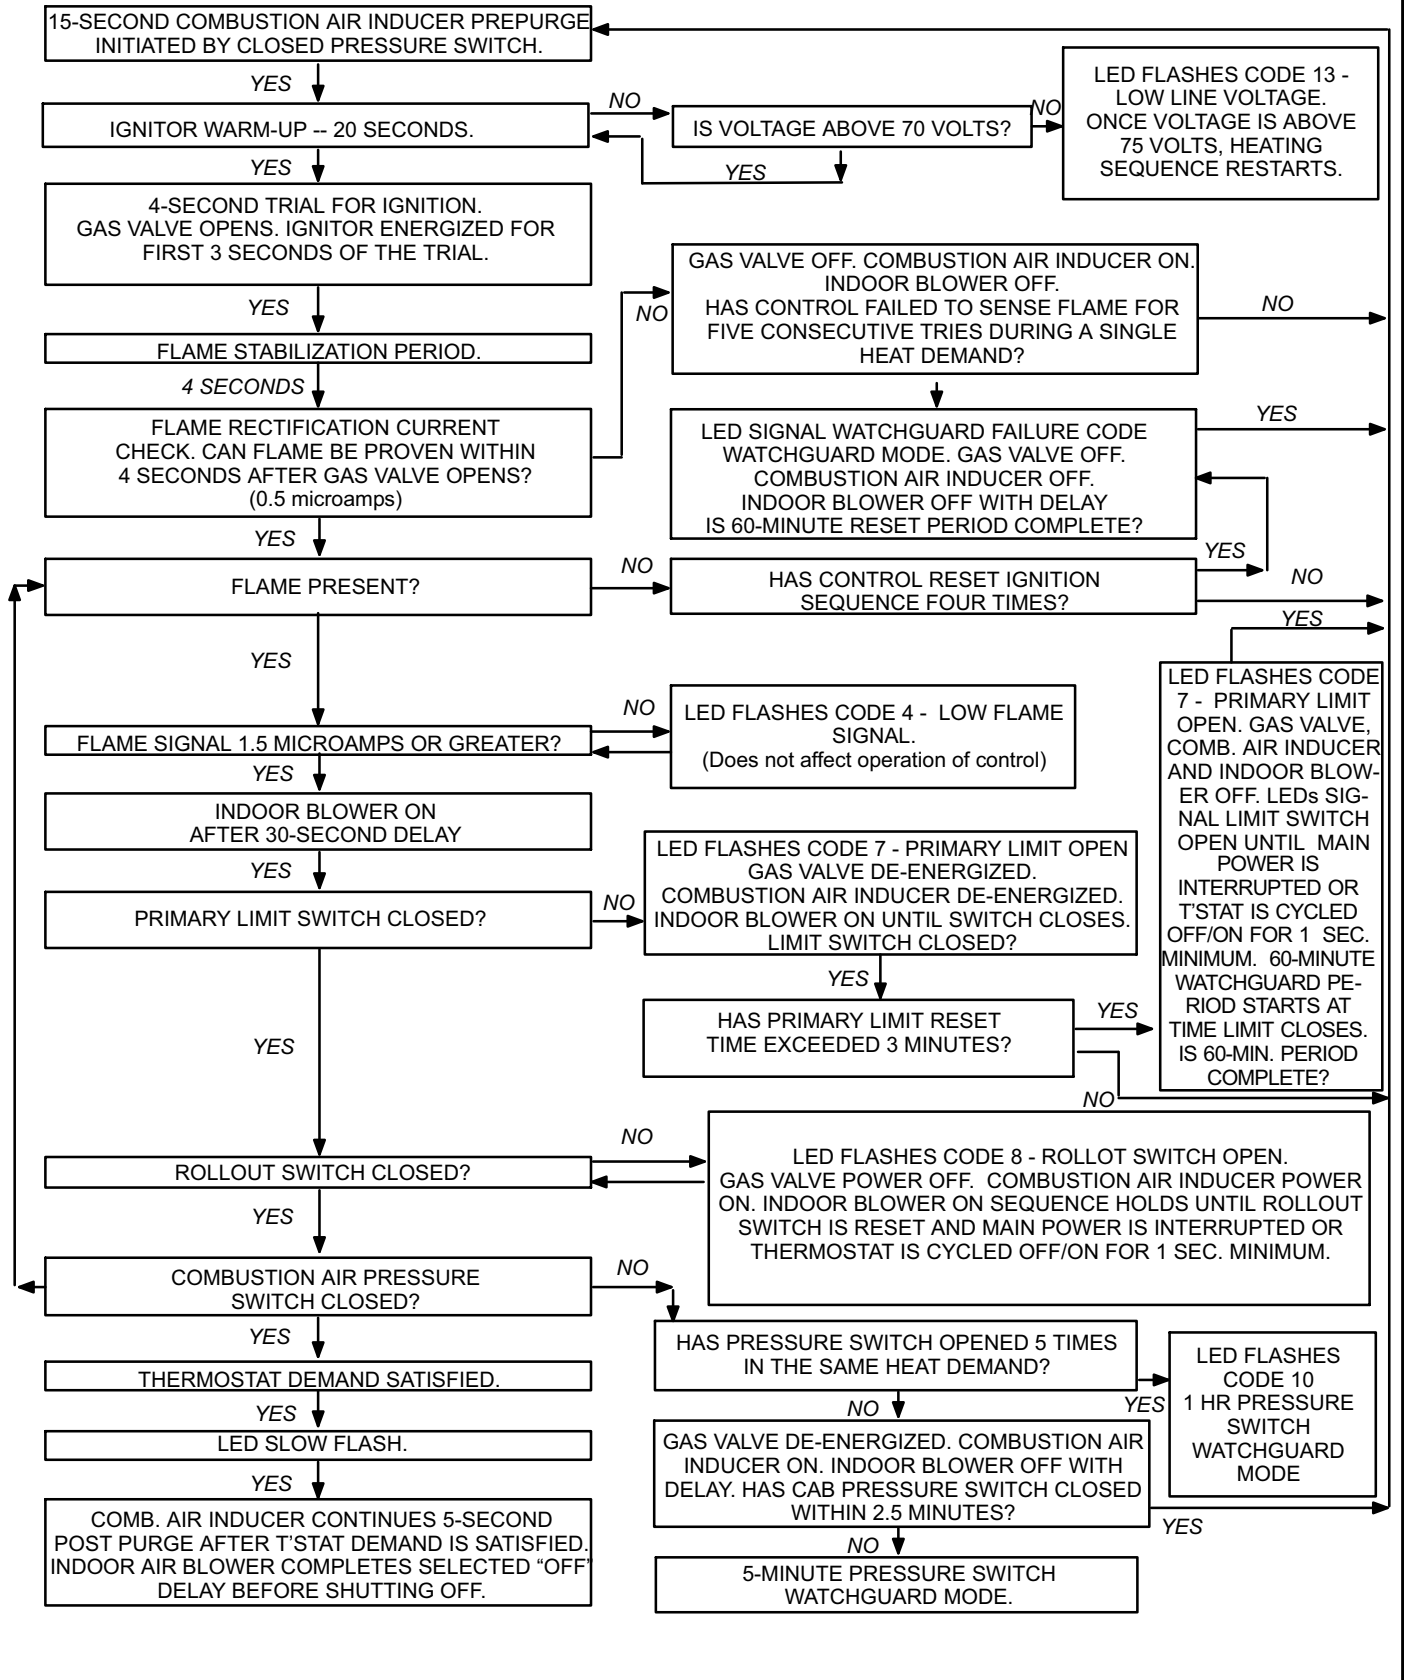 15-SECOND COMBUSTION AIR INDUCER PREPURGE
INITIATED BY CLOSED PRESSURE SWITCH.
YES
IGNITOR WARM-UP -- 20 SECONDS.
NO
IS VOLTAGE ABOVE 70 VOLTS?
NO
YES
LED FLASHES CODE 13 -
LOW LINE VOLTAGE.
ONCE VOLTAGE IS ABOVE
75 VOLTS, HEATING
SEQUENCE RESTARTS.
YES
4-SECOND TRIAL FOR IGNITION.
GAS VALVE OPENS. IGNITOR ENERGIZED FOR
FIRST 3 SECONDS OF THE TRIAL.
YES
FLAME STABILIZATION PERIOD.
4 SECONDS
FLAME RECTIFICATION CURRENT
CHECK. CAN FLAME BE PROVEN WITHIN
4 SECONDS AFTER GAS VALVE OPENS?
(0.5 microamps)
NO
GAS VALVE OFF. COMBUSTION AIR INDUCER ON.
INDOOR BLOWER OFF.
HAS CONTROL FAILED TO SENSE FLAME FOR
FIVE CONSECUTIVE TRIES DURING A SINGLE
HEAT DEMAND?
NO
LED SIGNAL WATCHGUARD FAILURE CODE
WATCHGUARD MODE. GAS VALVE OFF.
COMBUSTION AIR INDUCER OFF.
INDOOR BLOWER OFF WITH DELAY
IS 60-MINUTE RESET PERIOD COMPLETE?
YES
YES
FLAME PRESENT?
NO
HAS CONTROL RESET IGNITION
SEQUENCE FOUR TIMES?
YES
NO
YES
FLAME SIGNAL 1.5 MICROAMPS OR GREATER?
NO
LED FLASHES CODE 4 - LOW FLAME
SIGNAL.
(Does not affect operation of control)
YES
LED FLASHES CODE
7 - PRIMARY LIMIT
OPEN. GAS VALVE,
COMB. AIR INDUCER
AND INDOOR BLOW-
ER OFF. LEDs SIG-
NAL LIMIT SWITCH
OPEN UNTIL MAIN
POWER IS
INTERRUPTED OR
T'STAT IS CYCLED
OFF/ON FOR 1 SEC.
MINIMUM. 60-MINUTE
WATCHGUARD PE-
RIOD STARTS AT
TIME LIMIT CLOSES.
IS 60-MIN. PERIOD
COMPLETE?
YES
INDOOR BLOWER ON
AFTER 30-SECOND DELAY
YES
PRIMARY LIMIT SWITCH CLOSED?
NO
LED FLASHES CODE 7 - PRIMARY LIMIT OPEN
GAS VALVE DE-ENERGIZED.
COMBUSTION AIR INDUCER DE-ENERGIZED.
INDOOR BLOWER ON UNTIL SWITCH CLOSES.
LIMIT SWITCH CLOSED?
YES
HAS PRIMARY LIMIT RESET
TIME EXCEEDED 3 MINUTES?
YES
NO
YES
ROLLOUT SWITCH CLOSED?
NO
LED FLASHES CODE 8 - ROLLOT SWITCH OPEN.
GAS VALVE POWER OFF. COMBUSTION AIR INDUCER POWER
ON. INDOOR BLOWER ON SEQUENCE HOLDS UNTIL ROLLOUT
SWITCH IS RESET AND MAIN POWER IS INTERRUPTED OR
THERMOSTAT IS CYCLED OFF/ON FOR 1 SEC. MINIMUM.
YES
COMBUSTION AIR PRESSURE
SWITCH CLOSED?
NO
HAS PRESSURE SWITCH OPENED 5 TIMES
IN THE SAME HEAT DEMAND?
YES
LED FLASHES
CODE 10
1 HR PRESSURE
SWITCH
WATCHGUARD
MODE
NO
GAS VALVE DE-ENERGIZED. COMBUSTION AIR
INDUCER ON. INDOOR BLOWER OFF WITH
DELAY. HAS CAB PRESSURE SWITCH CLOSED
WITHIN 2.5 MINUTES?
YES
NO
5-MINUTE PRESSURE SWITCH
WATCHGUARD MODE.
YES
THERMOSTAT DEMAND SATISFIED.
YES
LED SLOW FLASH.
YES
COMB. AIR INDUCER CONTINUES 5-SECOND
POST PURGE AFTER T'STAT DEMAND IS SATISFIED.
INDOOR AIR BLOWER COMPLETES SELECTED “OFF”
DELAY BEFORE SHUTTING OFF.